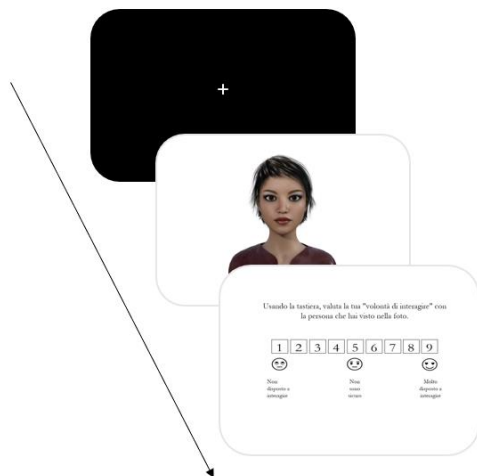 Usando la tastiera, valuta la tua "volontà di interagire" con
la persona che hai visto nella foto.
1 2 3 4 5 6 7 8 9
Non
disposto a
interagire
Non
sono
sicuro
Molto
disposto a
interagire